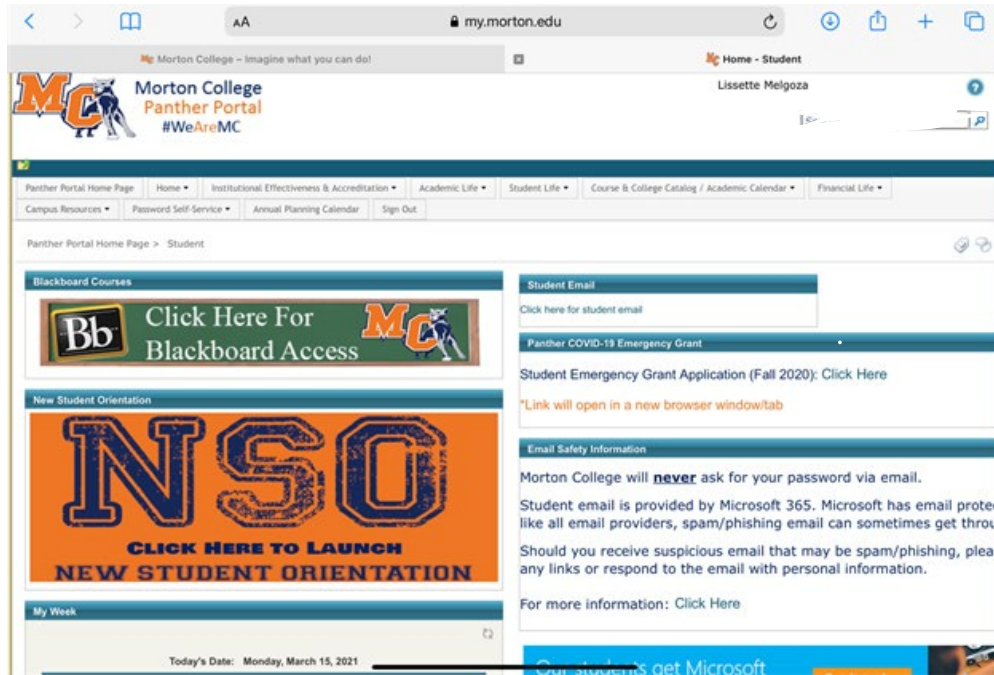 AA
my.morton.edu
Morton College – Imagine what you can do!
Home - Student
MC
Morton College
Panther Portal
#WeAreMC
Lissette Melgoza
?
Panther Portal Home Page Home Institutional Effectiveness & Accreditation Academic Life Student Life Course & College Catalog / Academic Calendar Financial Life
Campus Resources Password Self-Service Annual Planning Calendar Sign Out
Panther Portal Home Page > Student
Blackboard Courses
Bb
Click Here For
Blackboard Access
MC
New Student Orientation
NSO
CLICK HERE TO LAUNCH
NEW STUDENT ORIENTATION
My Week
Today's Date: Monday, March 15, 2021
Student Email
Click here for student email
Panther COVID-19 Emergency Grant
Student Emergency Grant Application (Fall 2020): Click Here
*Link will open in a new browser window/tab
Email Safety Information
Morton College will never ask for your password via email.
Student email is provided by Microsoft 365. Microsoft has email prote
like all email providers, spam/phishing email can sometimes get throu
Should you receive suspicious email that may be spam/phishing, plea
any links or respond to the email with personal information.
For more information: Click Here
Our students get Microsoft